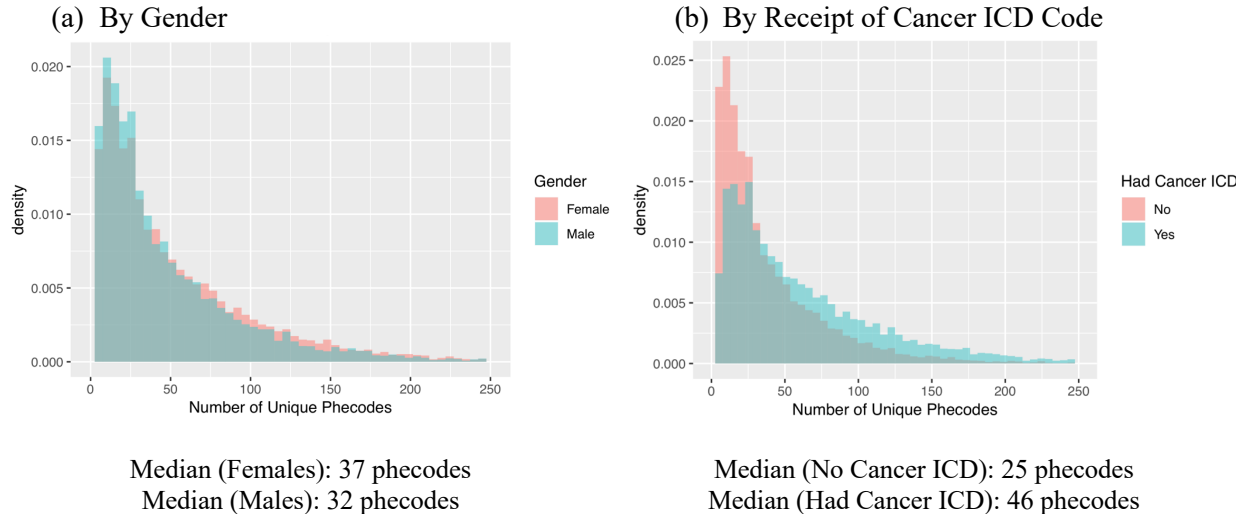 (a) By Gender
0.020
0.015
0.010
0.005
0.000
density
0
50
100
150
200
250
Number of Unique Phecodes
Gender
Female
Male
Median (Females): 37 phecodes
Median (Males): 32 phecodes
(b) By Receipt of Cancer ICD Code
0.025
0.020
0.015
0.010
0.005
0.000
density
0
50
100
150
200
250
Number of Unique Phecodes
Had Cancer ICD
No
Yes
Median (No Cancer ICD): 25 phecodes
Median (Had Cancer ICD): 46 phecodes